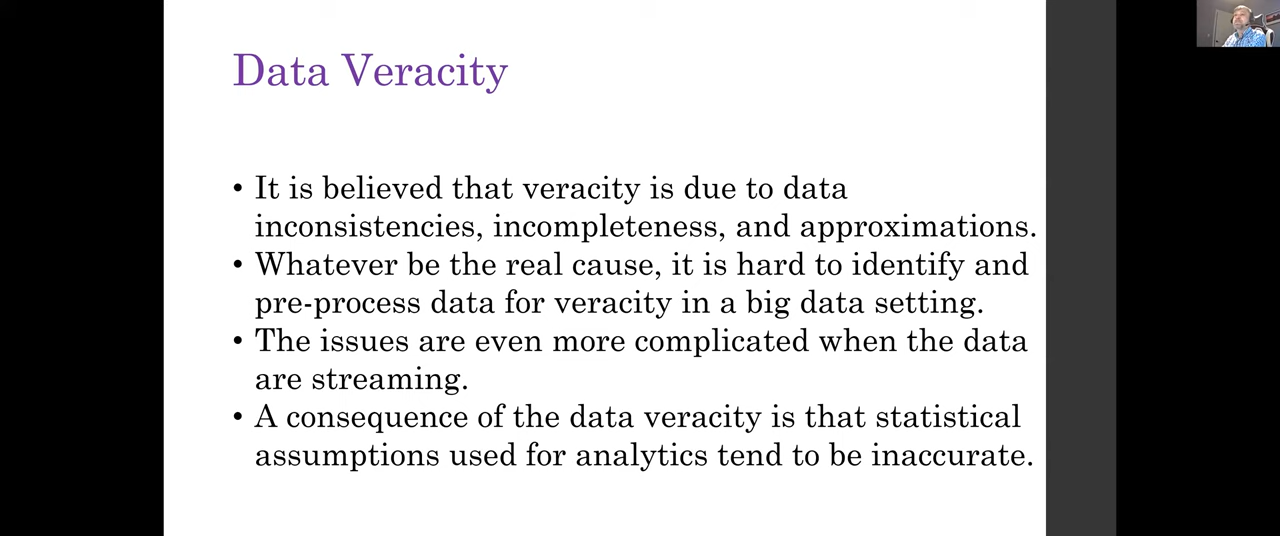 Data Veracity
• It is believed that veracity is due to data
inconsistencies, incompleteness, and approximations.
• Whatever be the real cause, it is hard to identify and
pre-process data for veracity in a big data setting.
• The issues are even more complicated when the data
are streaming.
• A consequence of the data veracity is that statistical
assumptions used for analytics tend to be inaccurate.